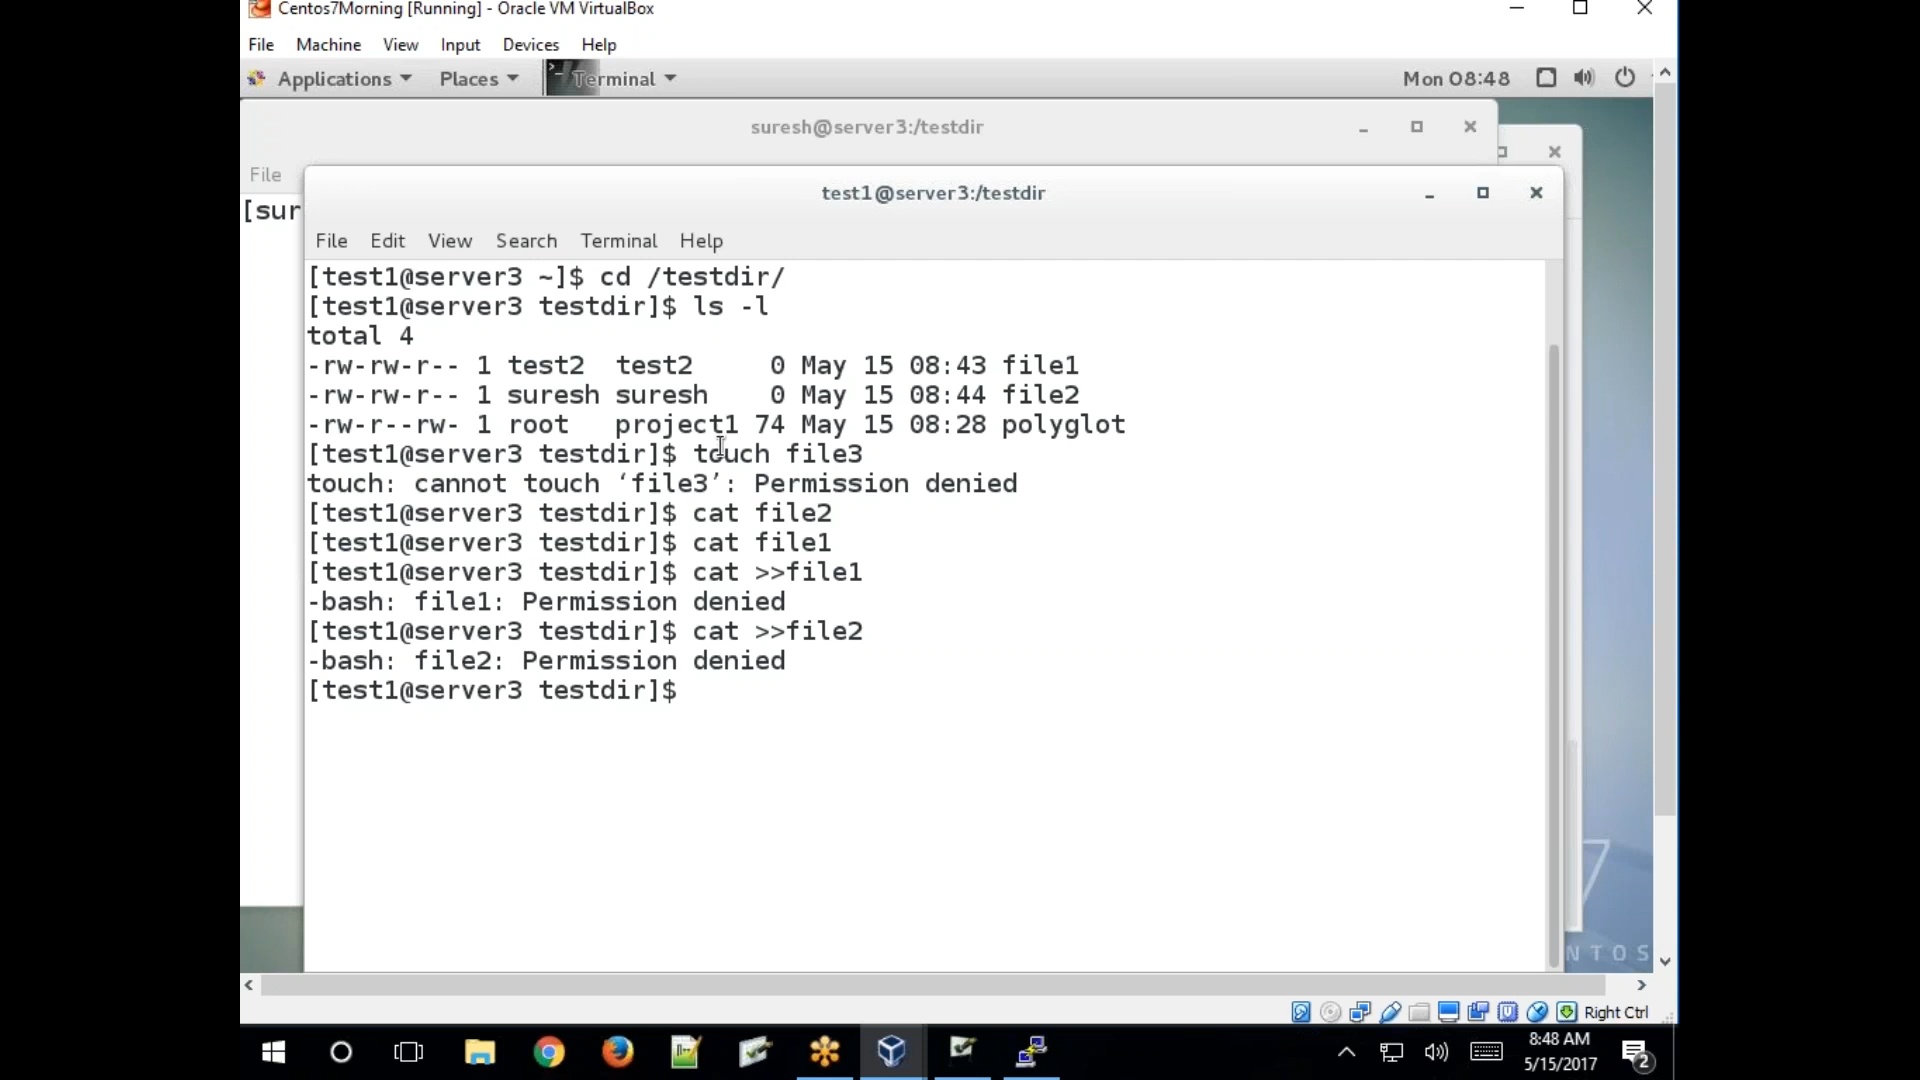 Centos7Morning [Running] - Oracle VM VirtualBox
File Machine View Input Devices Help
Applications Places Terminal Mon 08:48
suresh@server3:/testdir
File
[sur
test1@server3:/testdir
File Edit View Search Terminal Help
[test1@server3 ~]$ cd /testdir/
[test1@server3 testdir]$ ls -l
total 4
-rw-rw-r-- 1 test2  test2     0 May 15 08:43 file1
-rw-rw-r-- 1 suresh suresh    0 May 15 08:44 file2
-rw-r--rw- 1 root   project1 74 May 15 08:28 polyglot
[test1@server3 testdir]$ touch file3
touch: cannot touch ‘file3’: Permission denied
[test1@server3 testdir]$ cat file2
[test1@server3 testdir]$ cat file1
[test1@server3 testdir]$ cat >>file1
-bash: file1: Permission denied
[test1@server3 testdir]$ cat >>file2
-bash: file2: Permission denied
[test1@server3 testdir]$
7
NTOS
Right Ctrl
8:48 AM
5/15/2017
2